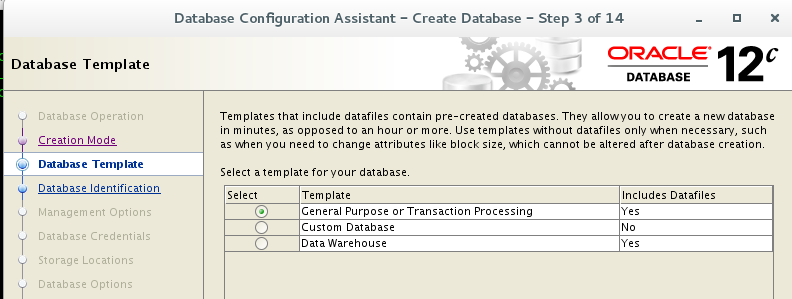 Database Configuration Assistant – Create Database – Step 3 of 14
Database Template
ORACLE
DATABASE
12c
Database Operation
Creation Mode
Database Template
Database Identification
Management Options
Database Credentials
Storage Locations
Database Options
Templates that include datafiles contain pre-created databases. They allow you to create a new database
in minutes, as opposed to an hour or more. Use templates without datafiles only when necessary, such
as when you need to change attributes like block size, which cannot be altered after database creation.
Select a template for your database.
Select Template Includes Datafiles
General Purpose or Transaction Processing Yes
Custom Database No
Data Warehouse Yes